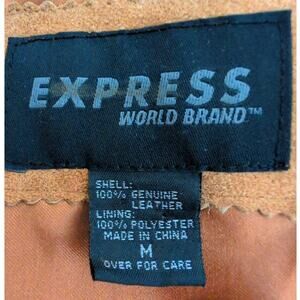 EXPRESS
WORLD BRAND™
SHELL:
100% GENUINE
LEATHER
LINING:
100% POLYESTER
MADE IN CHINA
M
OVER FOR CARE